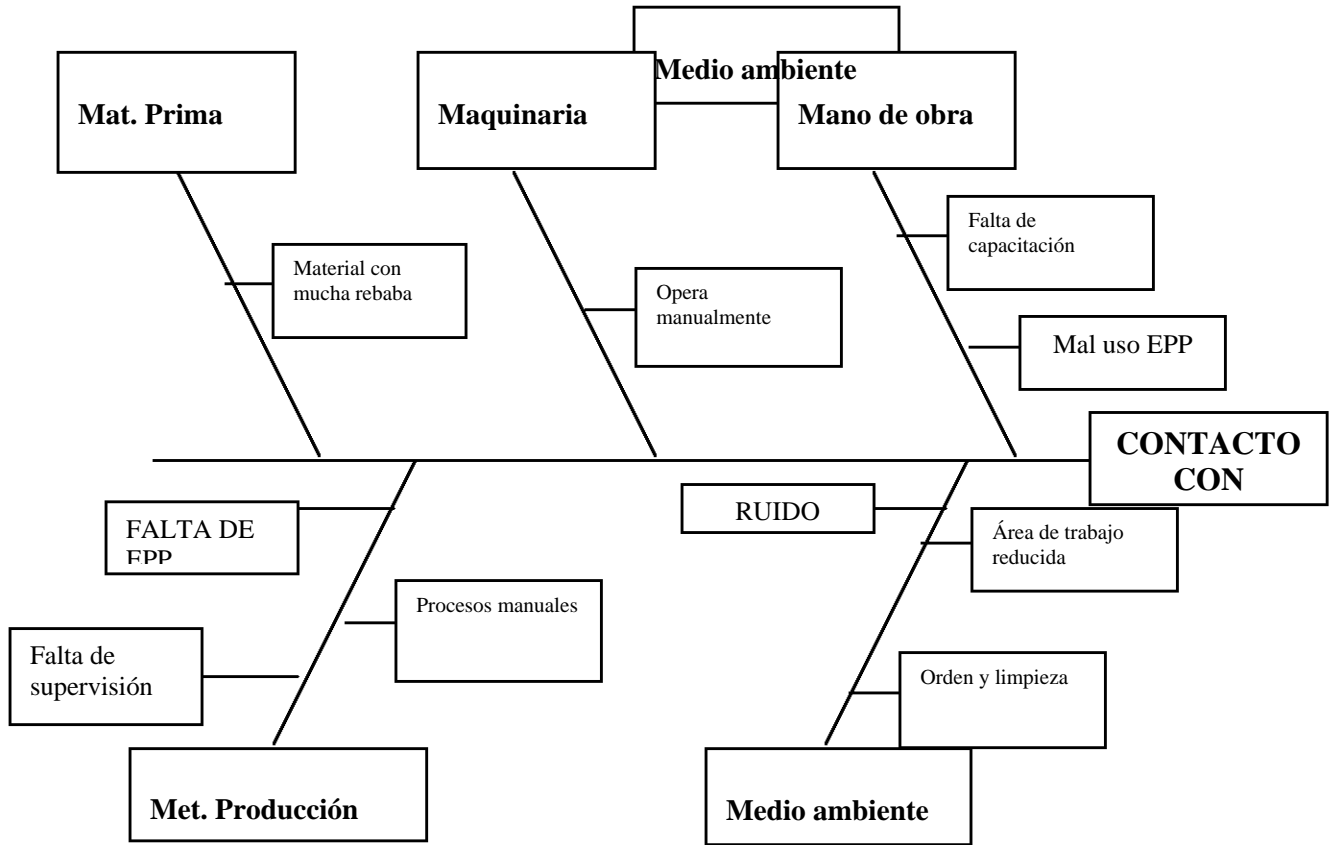 Medio ambiente
Mat. Prima
Maquinaria
Mano de obra
Falta de
capacitación
Material con
mucha rebaba
Opera
manualmente
Mal uso EPP
CONTACTO
CON
FALTA DE
EPP
RUIDO
Área de trabajo
reducida
Procesos manuales
Falta de
supervisión
Orden y limpieza
Met. Producción
Medio ambiente